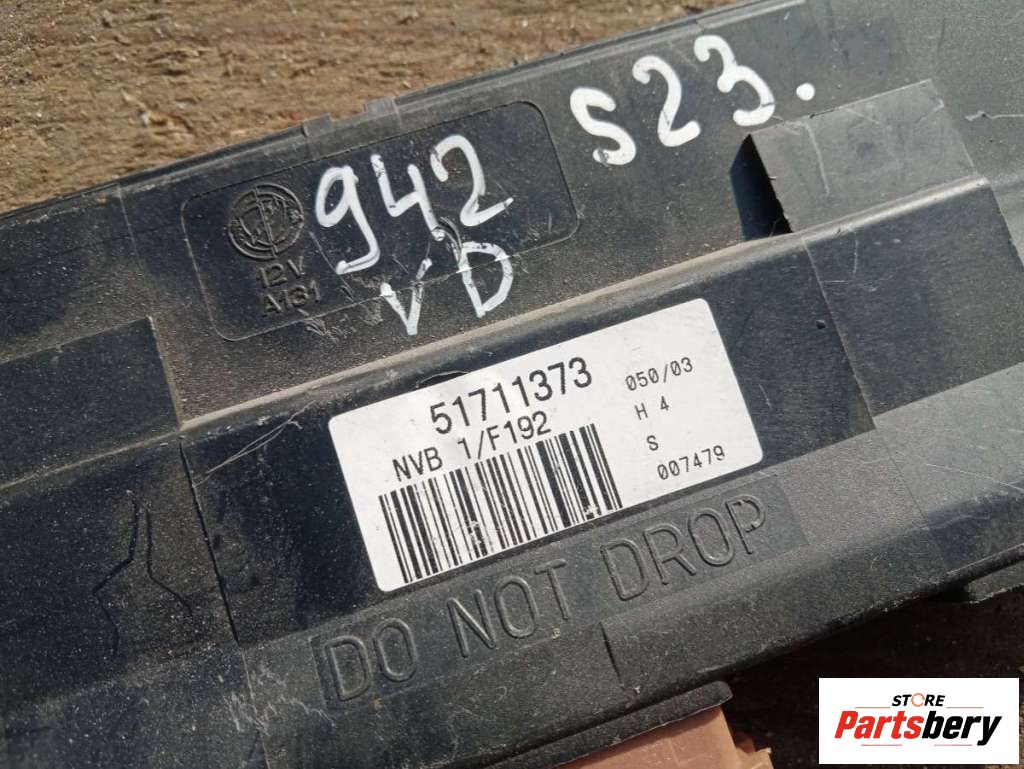 942 S23.
VD
12V
A131
51711373
NVB 1/F192
050/03
H 4
S
007479
DO NOT DROP
STORE
Partsbery